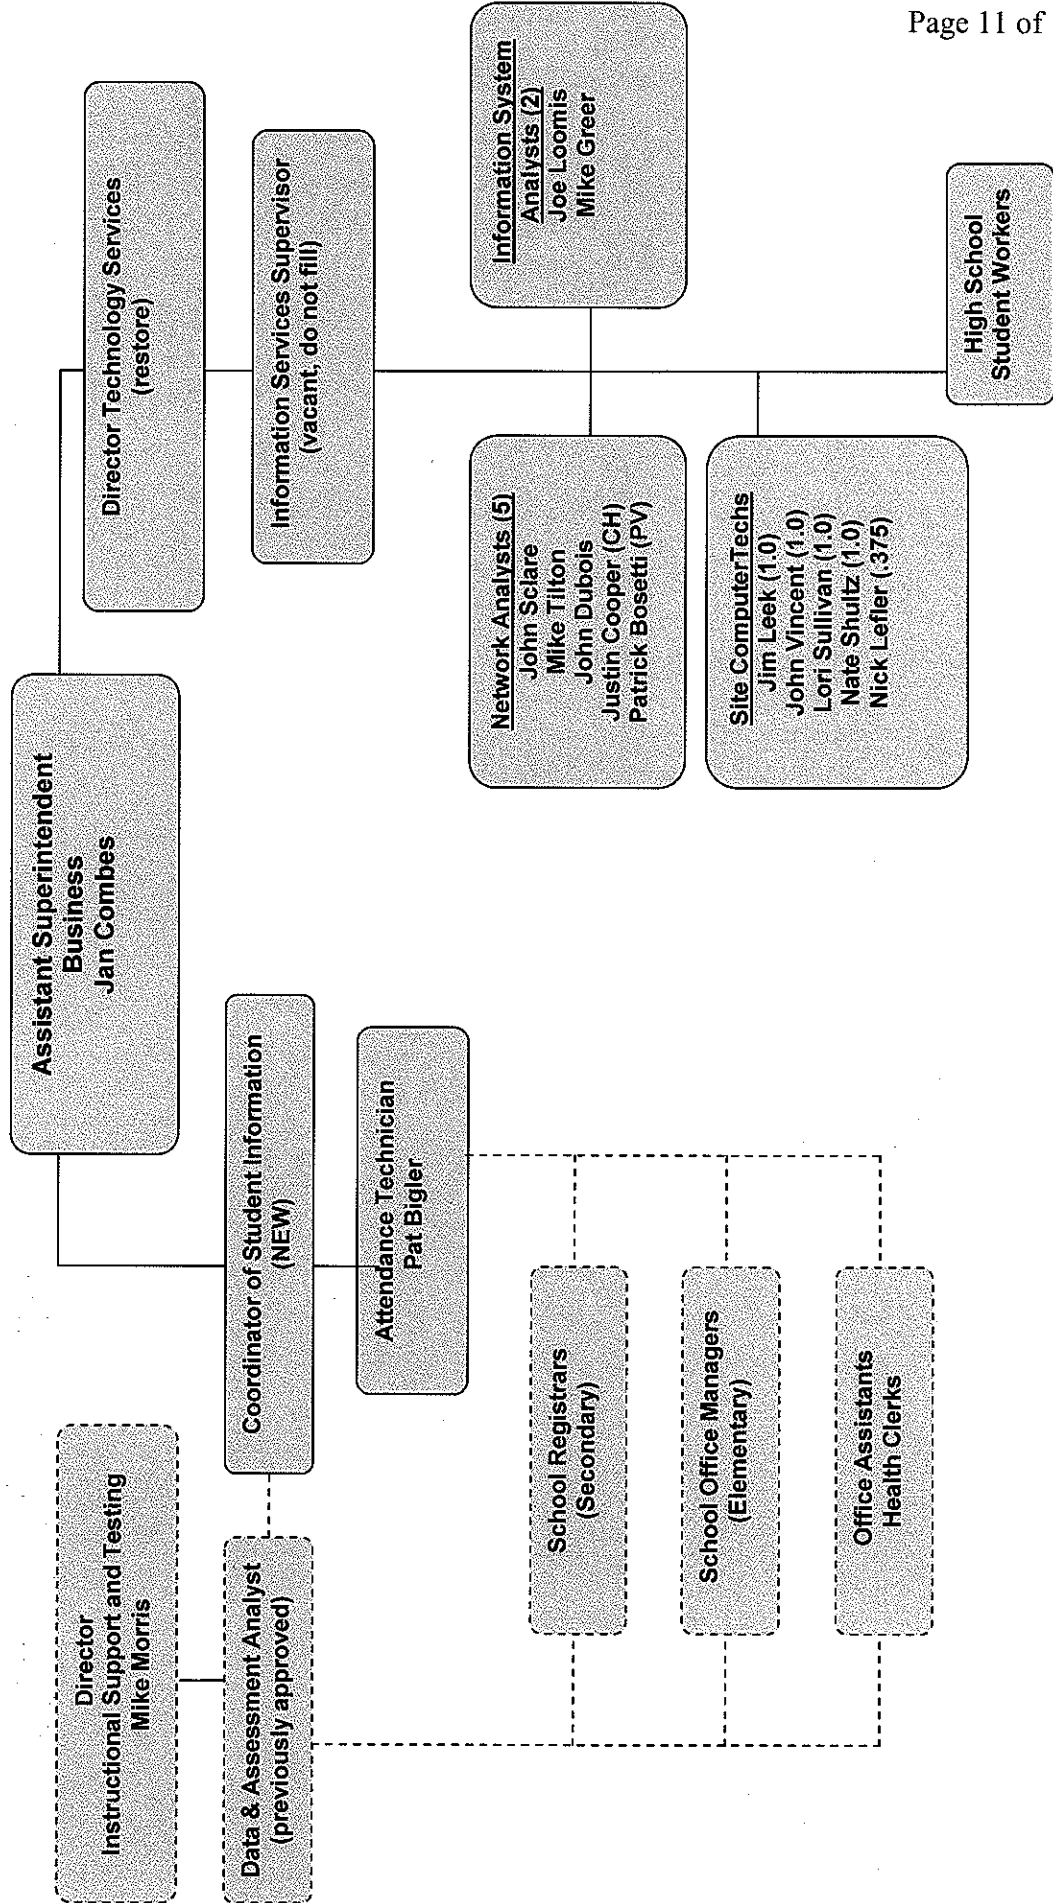 Page 11 of
Assistant Superintendent
Business
Jan Combes
Director
Instructional Support and Testing
Mike Morris
Data & Assessment Analyst
(previously approved)
Coordinator of Student Information
(NEW)
Attendance Technician
Pat Bigler
School Registrars
(Secondary)
School Office Managers
(Elementary)
Office Assistants
Health Clerks
Director Technology Services
(restore)
Information Services Supervisor
(vacant, do not fill)
Network Analysts (5)
John Sclare
Mike Tilton
John Dubois
Justin Cooper (CH)
Patrick Bosetti (PV)
Information System
Analysts (2)
Joe Loomis
Mike Greer
Site ComputerTechs
Jim Leek (1.0)
John Vincent (1.0)
Lori Sullivan (1.0)
Nate Shultz (1.0)
Nick Lefler (.375)
High School
Student Workers